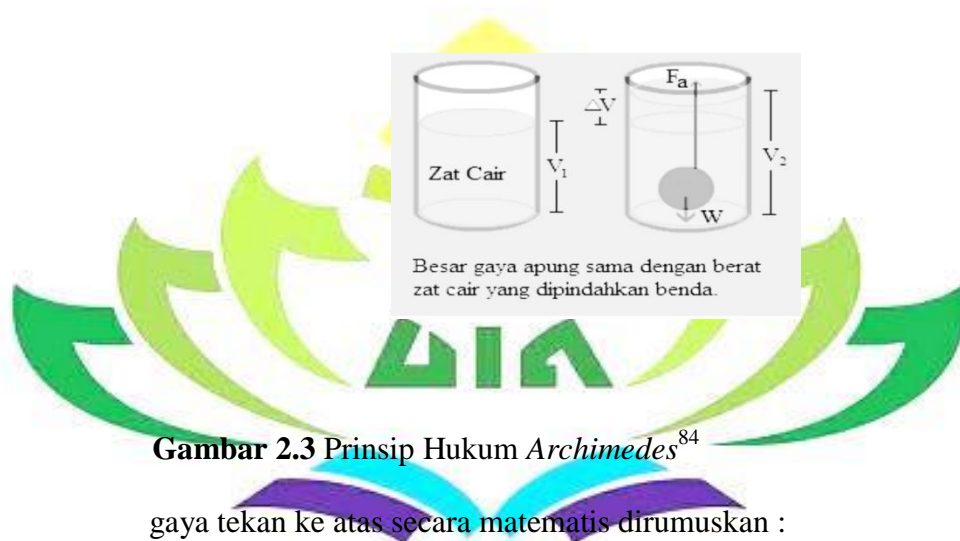 Fa
ΔV
V₁
V₂
Zat Cair
W
Besar gaya apung sama dengan berat
zat cair yang dipindahkan benda.
Gambar 2.3 Prinsip Hukum Archimedes⁸⁴
gaya tekan ke atas secara matematis dirumuskan :